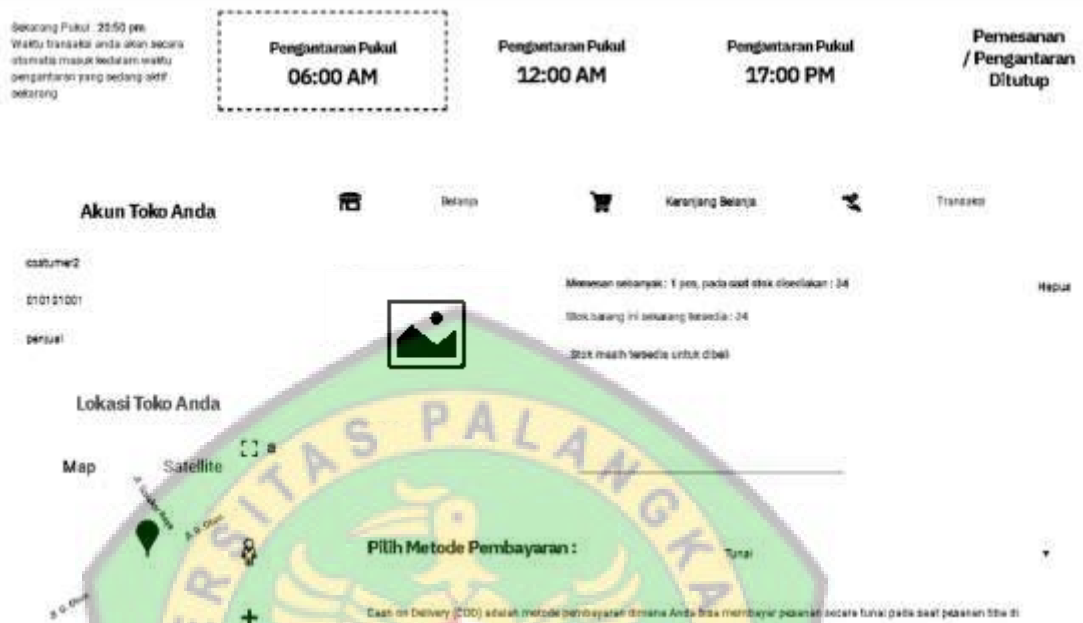 Sekarang Pukul : 20:50 pm
Waktu transaksi anda akan secara
otomatis masuk kedalam waktu
pengantaran yang sedang aktif
sekarang
Pengantaran Pukul
06:00 AM
Pengantaran Pukul
12:00 AM
Pengantaran Pukul
17:00 PM
Pemesanan
/ Pengantaran
Ditutup
Akun Toko Anda
Belanja
Keranjang Belanja
Transaksi
costumer2
010101001
penjual
Memesan sebanyak : 1 pcs, pada saat stok disediakan : 34
Hapus
Stok barang ini sekarang tersedia : 34
Stok masih tersedia untuk dibeli
Lokasi Toko Anda
Map
Satellite
ERSITAS PALANGKA
Pilih Metode Pembayaran :
Tunai
Cash on Delivery (COD) adalah metode pembayaran dimana Anda bisa membayar pesanan secara tunai pada saat pesanan tiba di